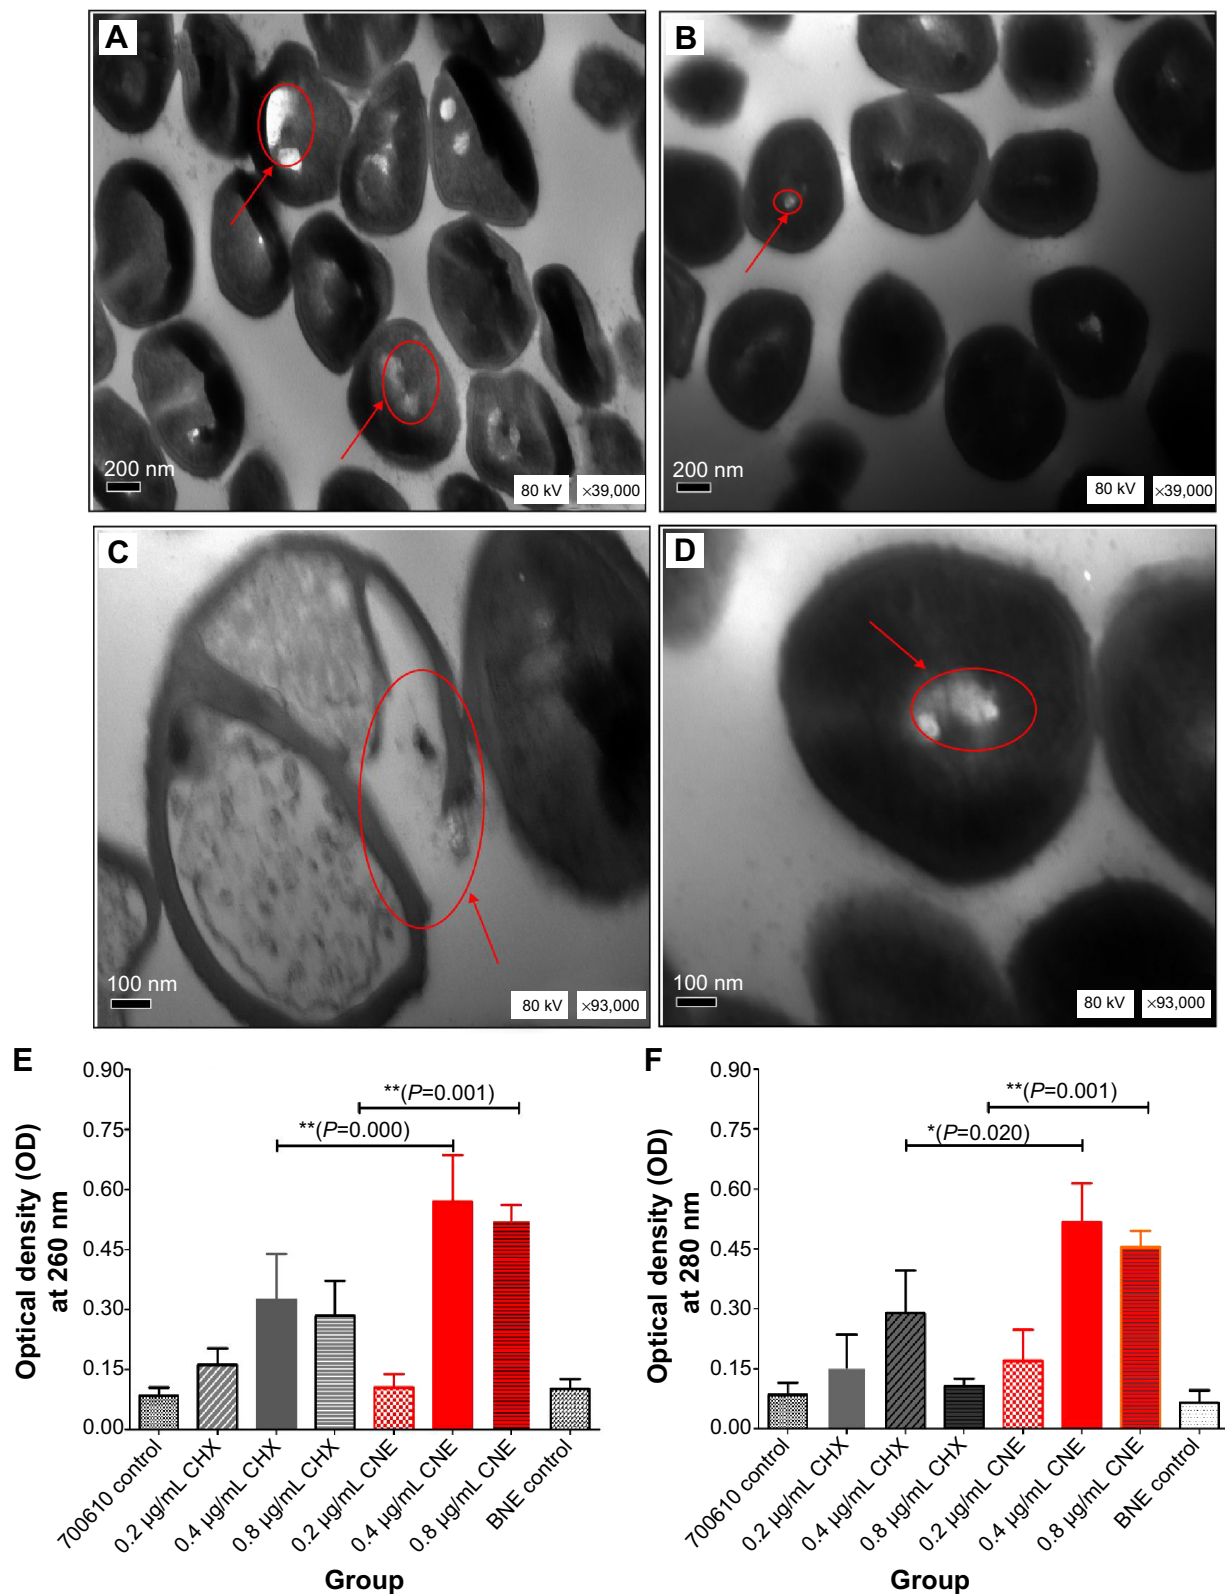 A
200 nm
80 kV
×39,000
B
200 nm
80 kV
×39,000
C
100 nm
80 kV
×93,000
D
100 nm
80 kV
×93,000
E
Optical density (OD)
at 260 nm
0.90
0.75
0.60
0.45
0.30
0.15
0.00
**(P=0.001)
**(P=0.000)
700610 control
0.2 µg/mL CHX
0.4 µg/mL CHX
0.8 µg/mL CHX
0.2 µg/mL CNE
0.4 µg/mL CNE
0.8 µg/mL CNE
BNE control
Group
F
Optical density (OD)
at 280 nm
0.90
0.75
0.60
0.45
0.30
0.15
0.00
**(P=0.001)
*(P=0.020)
700610 control
0.2 µg/mL CHX
0.4 µg/mL CHX
0.8 µg/mL CHX
0.2 µg/mL CNE
0.4 µg/mL CNE
0.8 µg/mL CNE
BNE control
Group